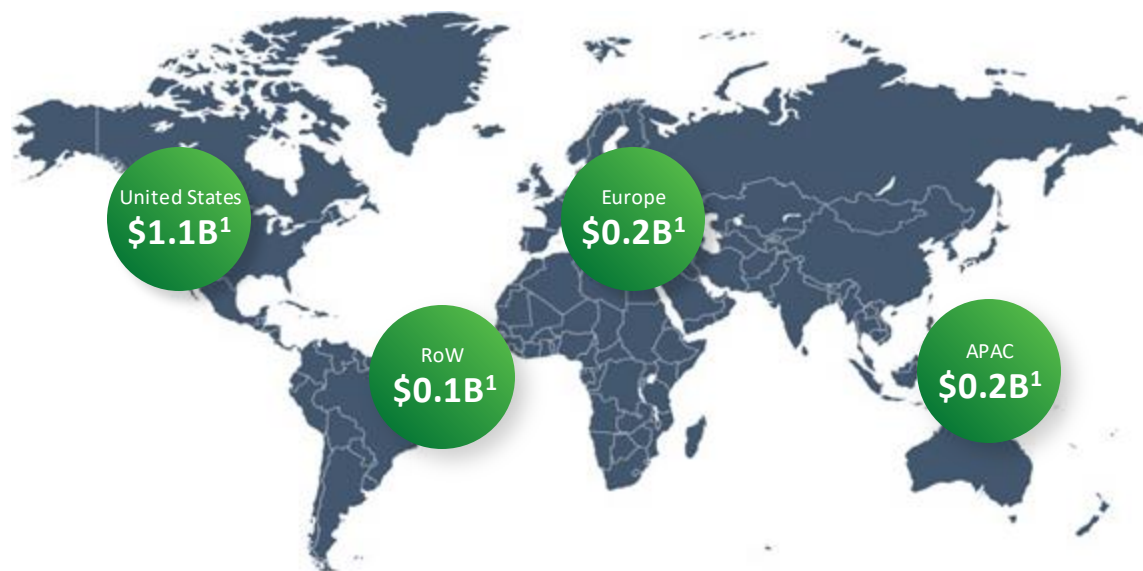 United States
$1.1B¹
Europe
$0.2B¹
RoW
$0.1B¹
APAC
$0.2B¹